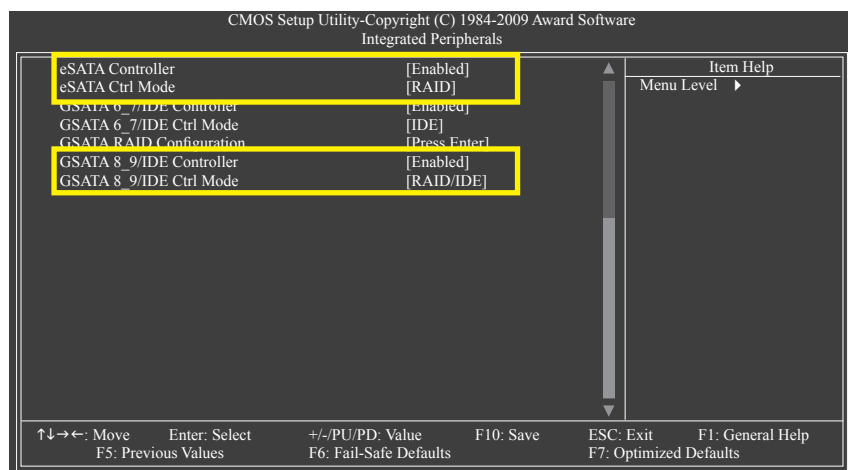 CMOS Setup Utility-Copyright (C) 1984-2009 Award Software
Integrated Peripherals
eSATA Controller [Enabled]
eSATA Ctrl Mode [RAID]
GSATA 6_7/IDE Controller [Enabled]
GSATA 6_7/IDE Ctrl Mode [IDE]
GSATA RAID Configuration [Press Enter]
GSATA 8_9/IDE Controller [Enabled]
GSATA 8_9/IDE Ctrl Mode [RAID/IDE]
Item Help
Menu Level
↑↓→←: Move Enter: Select +/-/PU/PD: Value F10: Save ESC: Exit F1: General Help
F5: Previous Values F6: Fail-Safe Defaults F7: Optimized Defaults